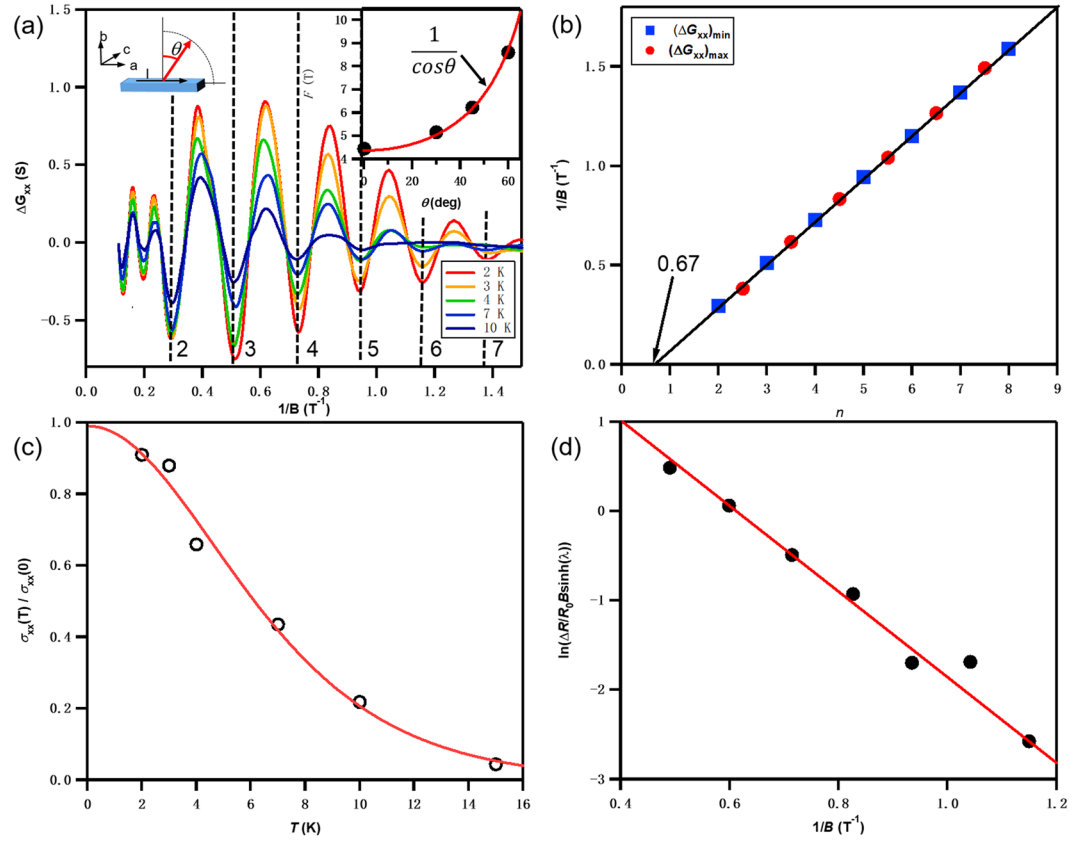 (a)
1.5
1.0
0.5
0.0
-0.5
ΔGxx (S)
b
c
a
I
θ
2
3
4
5
6
7
0.0 0.2 0.4 0.6 0.8 1.0 1.2 1.4
1/B (T-1)
2 K
3 K
4 K
7 K
10 K
10
9
8
7
6
5
4
F (T)
1
cosθ
0 20 40 60
θ(deg)
(b)
(ΔGxx)min
(ΔGxx)max
1.5
1.0
0.5
0.0
1/B (T-1)
0.67
0 1 2 3 4 5 6 7 8 9
n
(c)
1.0
0.8
0.6
0.4
0.2
0.0
σxx(T) / σxx(0)
0 2 4 6 8 10 12 14 16
T (K)
(d)
1
0
-1
-2
-3
ln(ΔR/R0Bsinh(λ))
0.4 0.6 0.8 1.0 1.2
1/B (T-1)